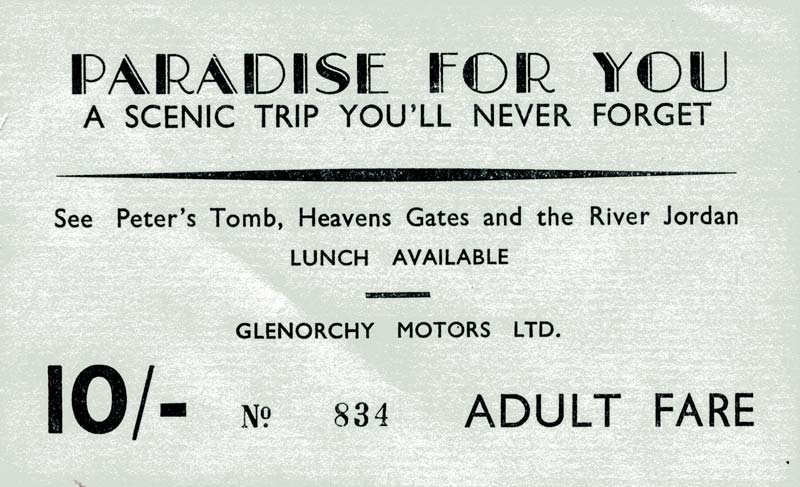 PARADISE FOR YOU
A SCENIC TRIP YOU'LL NEVER FORGET
See Peter's Tomb, Heavens Gates and the River Jordan
LUNCH AVAILABLE
GLENORCHY MOTORS LTD.
10/- No. 834 ADULT FARE